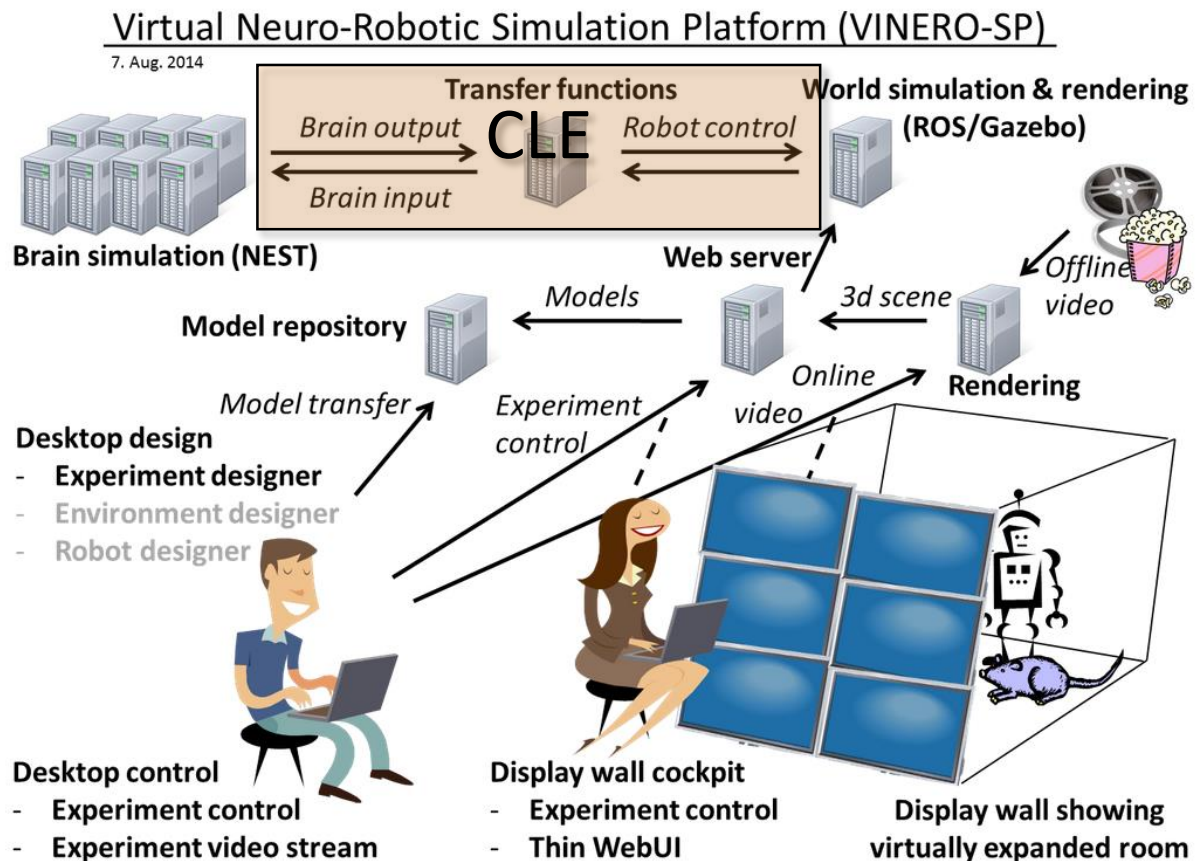 Virtual Neuro-Robotic Simulation Platform (VINERO-SP)
7. Aug. 2014
Transfer functions
CLE
World simulation & rendering
(ROS/Gazebo)
Brain output
Robot control
Brain input
Brain simulation (NEST)
Web server
Offline
video
Models
3d scene
Model repository
Rendering
Model transfer
Experiment
control
Online
video
Desktop design
- Experiment designer
- Environment designer
- Robot designer
Desktop control
- Experiment control
- Experiment video stream
Display wall cockpit
- Experiment control
- Thin WebUI
Display wall showing
virtually expanded room